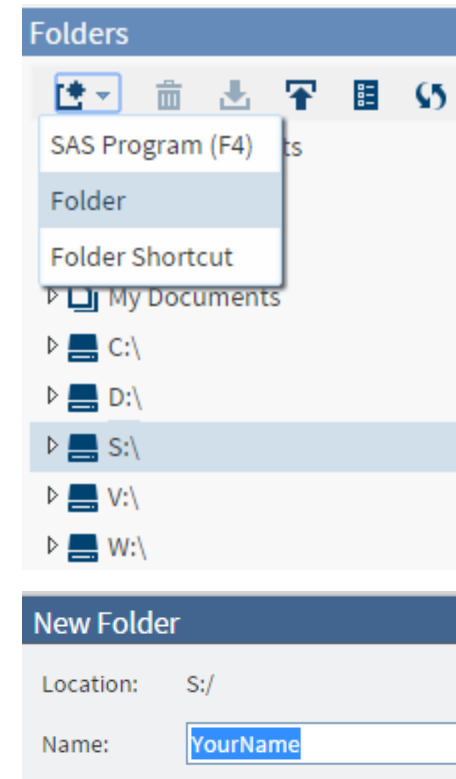 Folders
SAS Program (F4)
ts
Folder
Folder Shortcut
My Documents
C:\
D:\
S:\
V:\
W:\
New Folder
Location: S:/
Name: YourName